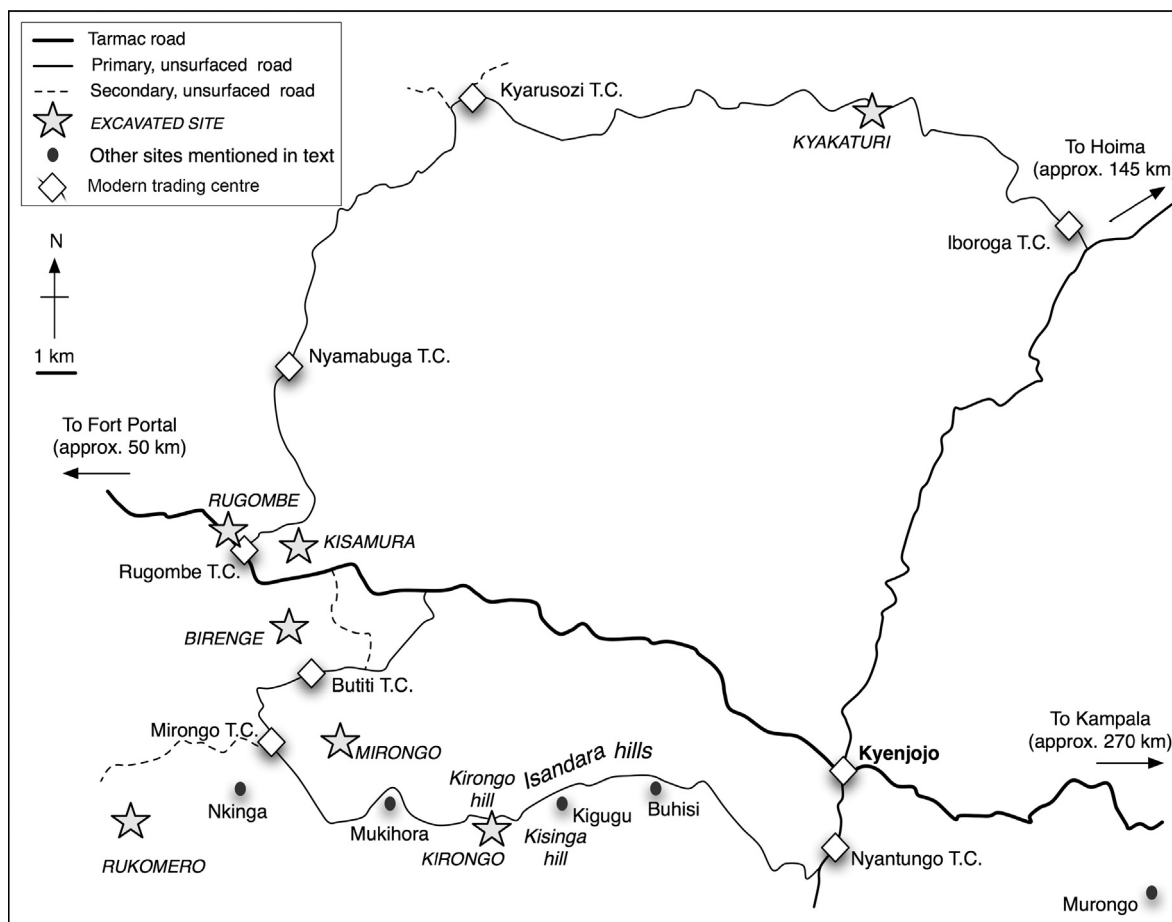 Tarmac road
Primary, unsurfaced road
Secondary, unsurfaced road
EXCAVATED SITE
Other sites mentioned in text
Modern trading centre
N
1 km
Kyarusozi T.C.
KYAKATURI
To Hoima
(approx. 145 km
Iboroga T.C.
Nyamabuga T.C.
To Fort Portal
(approx. 50 km)
RUGOMBE
KISAMURA
Rugombe T.C.
BIRENGE
Butiti T.C.
Mirongo T.C.
MIRONGO
Kirongo
hill
Isandara hills
Kyenjojo
To Kampala
(approx. 270 km)
Nkinga
Mukihora
KIRONGO
Kigugu
Kisinga
hill
Buhisi
RUKOMERO
Nyantungo T.C.
Murongo